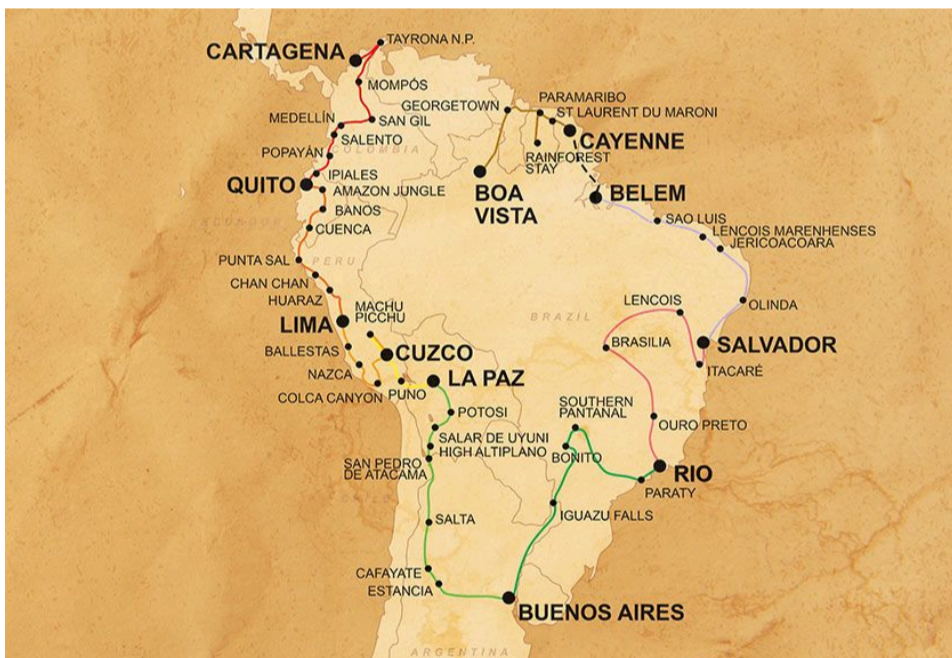 TAYRONA N.P.
CARTAGENA
MOMPÓS
GEORGETOWN
PARAMARIBO
ST LAURENT DU MARONI
MEDELLÍN
SAN GIL
SALENTO
CAYENNE
COLOMBIA
POPAYÁN
RAINFOREST
STAY
IPIALES
QUITO
AMAZON JUNGLE
BOA
VISTA
BELEM
BANOS
SAO LUIS
ECUADOR
CUENCA
LENCOIS MARENHENSES
JERICOACOARA
PUNTA SAL
PERU
CHAN CHAN
HUARAZ
MACHU
PICCHU
LENCOIS
OLINDA
LIMA
BRAZIL
BRASILIA
SALVADOR
BALLESTAS
CUZCO
ITACARÉ
NAZCA
LA PAZ
COLCA CANYON
PUNO
SOUTHERN
PANTANAL
POTOSI
OURO PRETO
SALAR DE UYUNI
HIGH ALTIPLANO
BONITO
SAN PEDRO
DE ATACAMA
RIO
PARATY
IGUAZU FALLS
SALTA
CAFAYATE
ESTANCIA
BUENOS AIRES
ARGENTINA